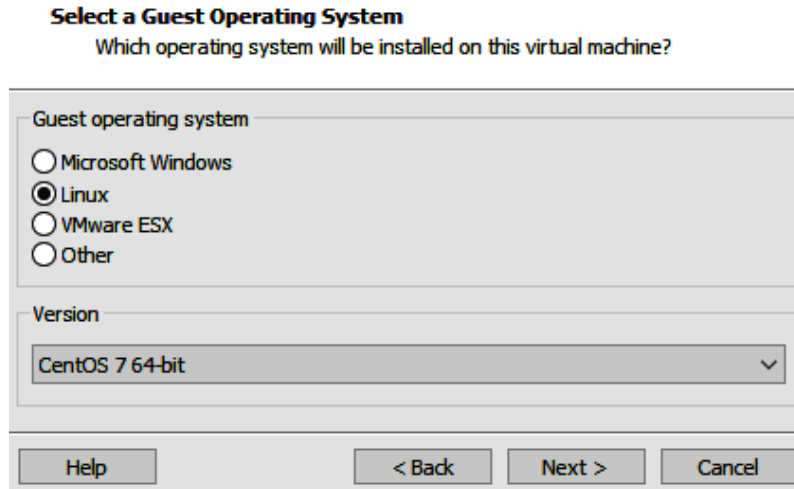 Select a Guest Operating System
Which operating system will be installed on this virtual machine?
Guest operating system
Microsoft Windows
Linux
VMware ESX
Other
Version
CentOS 7 64-bit
Help < Back Next > Cancel